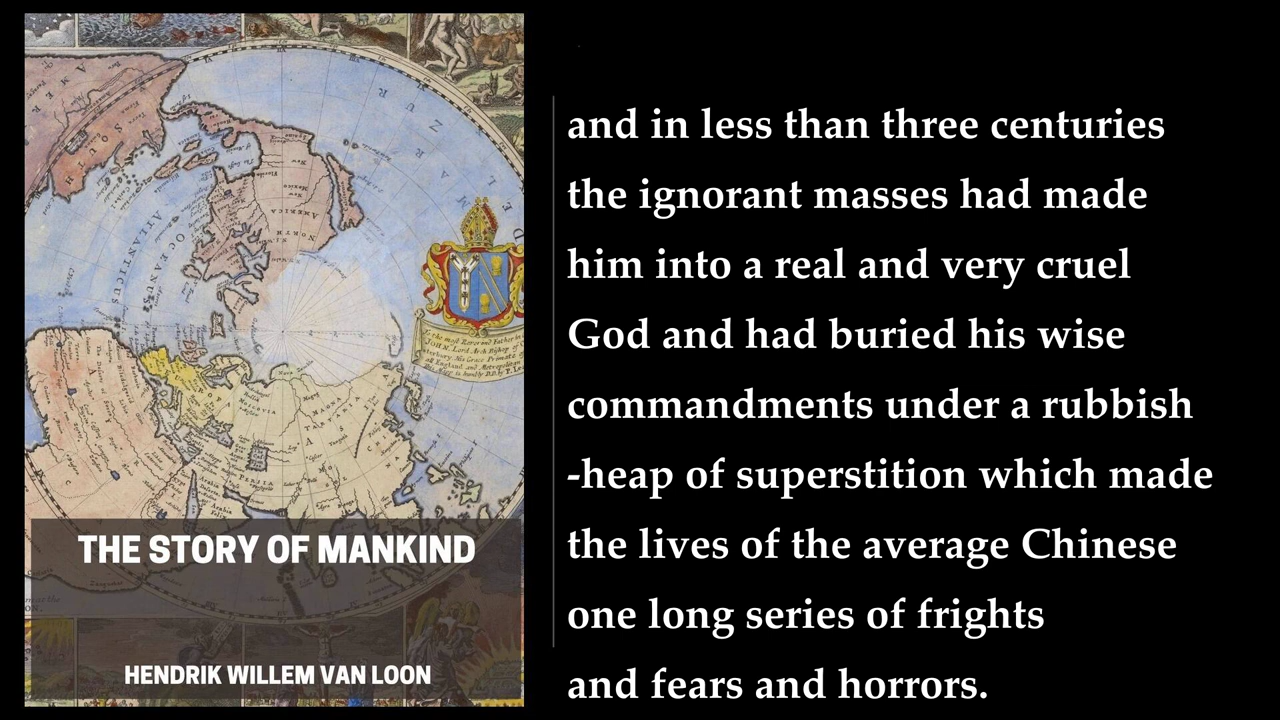 THE STORY OF MANKIND
HENDRIK WILLEM VAN LOON
and in less than three centuries
the ignorant masses had made
him into a real and very cruel
God and had buried his wise
commandments under a rubbish
-heap of superstition which made
the lives of the average Chinese
one long series of frights
and fears and horrors.